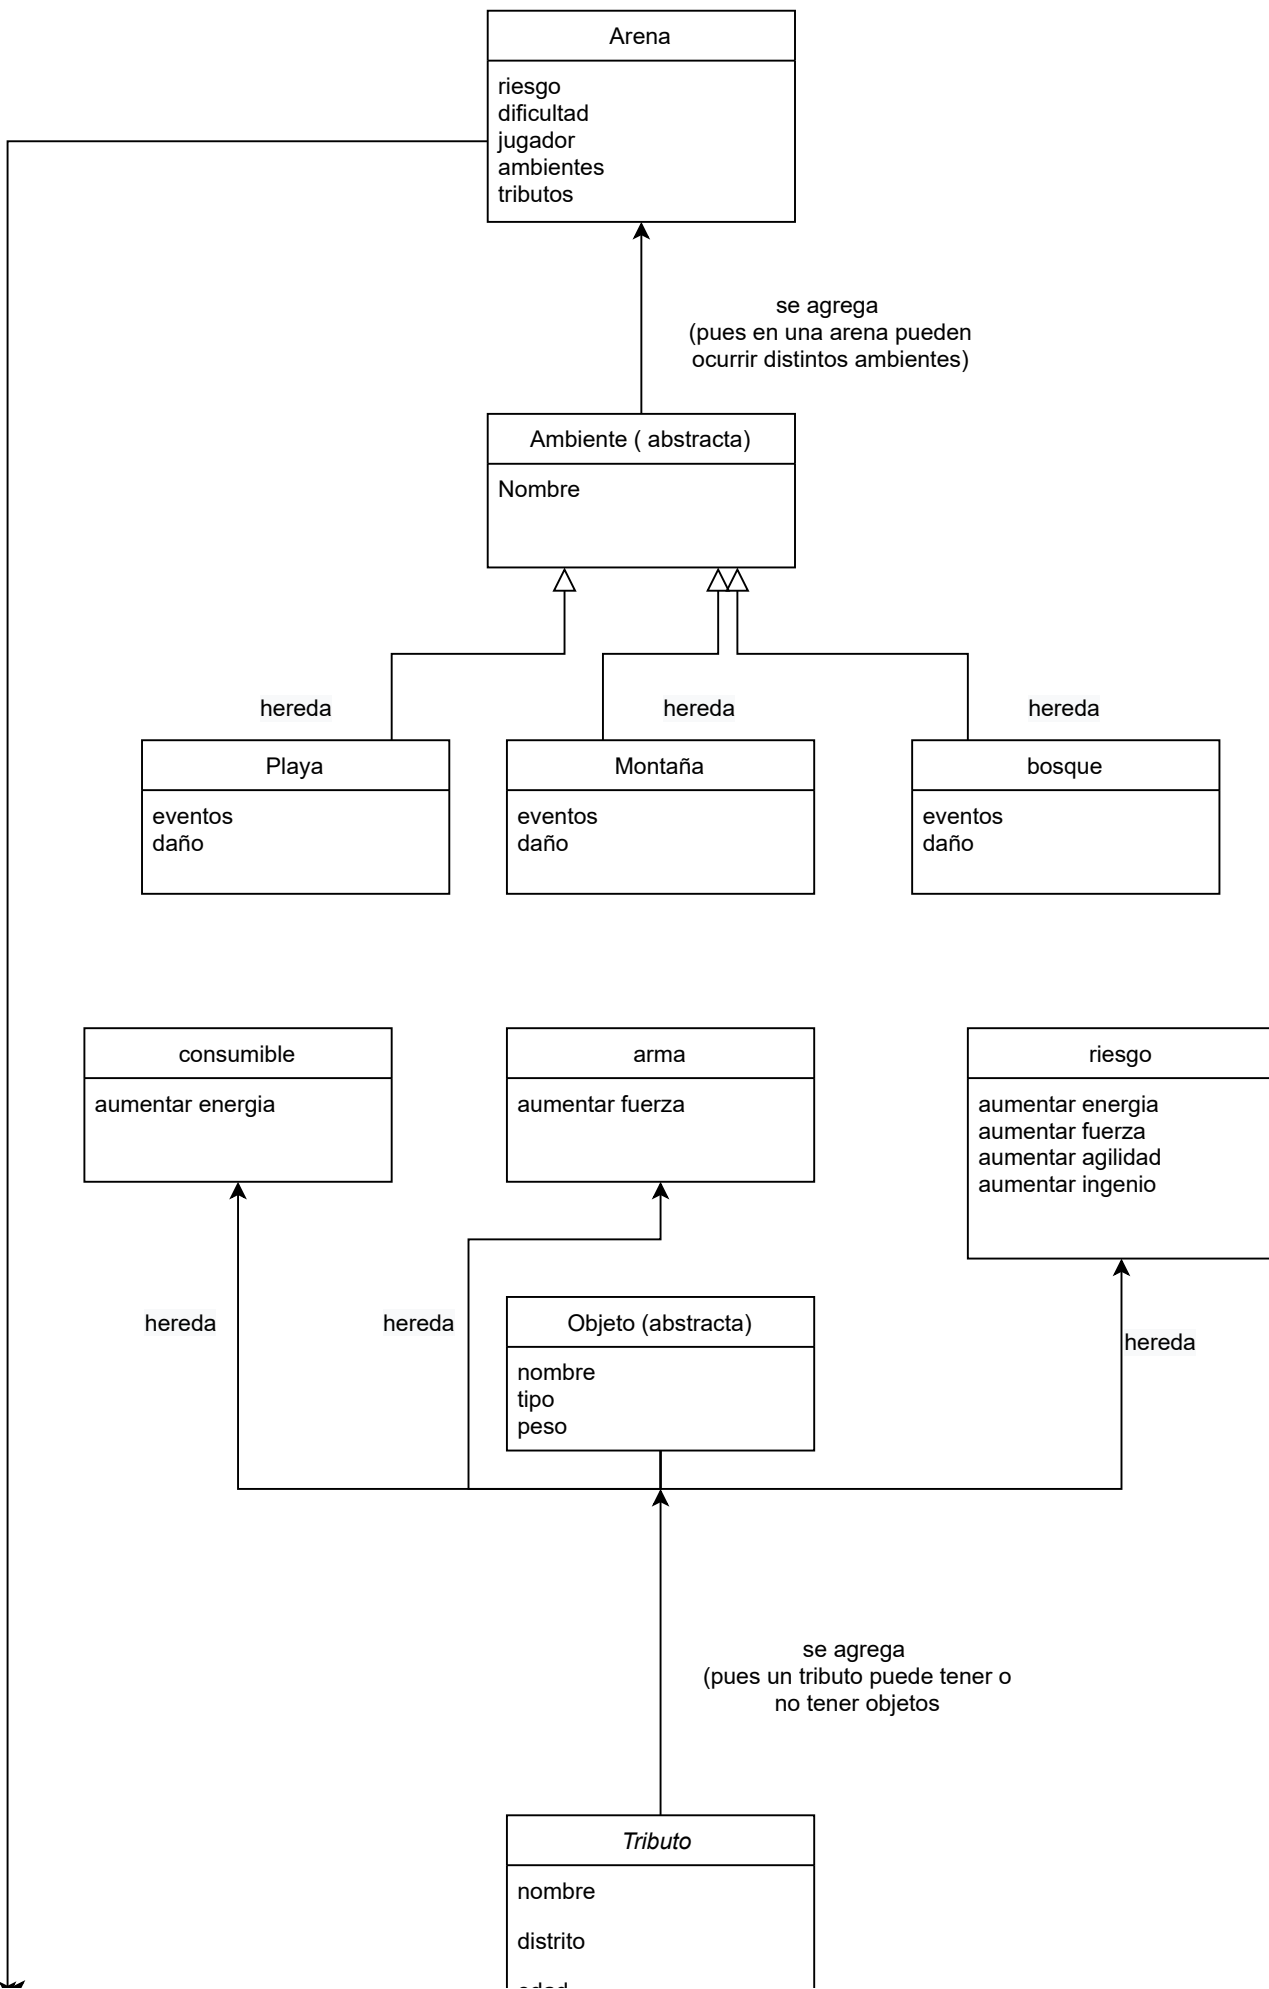 Arena
riesgo
dificultad
jugador
ambientes
tributos
se agrega
(pues en una arena pueden
ocurrir distintos ambientes)
Ambiente ( abstracta)
Nombre
hereda
hereda
hereda
Playa
eventos
daño
Montaña
eventos
daño
bosque
eventos
daño
consumible
aumentar energia
arma
aumentar fuerza
riesgo
aumentar energia
aumentar fuerza
aumentar agilidad
aumentar ingenio
hereda
hereda
hereda
Objeto (abstracta)
nombre
tipo
peso
se agrega
(pues un tributo puede tener o
no tener objetos
Tributo
nombre
distrito